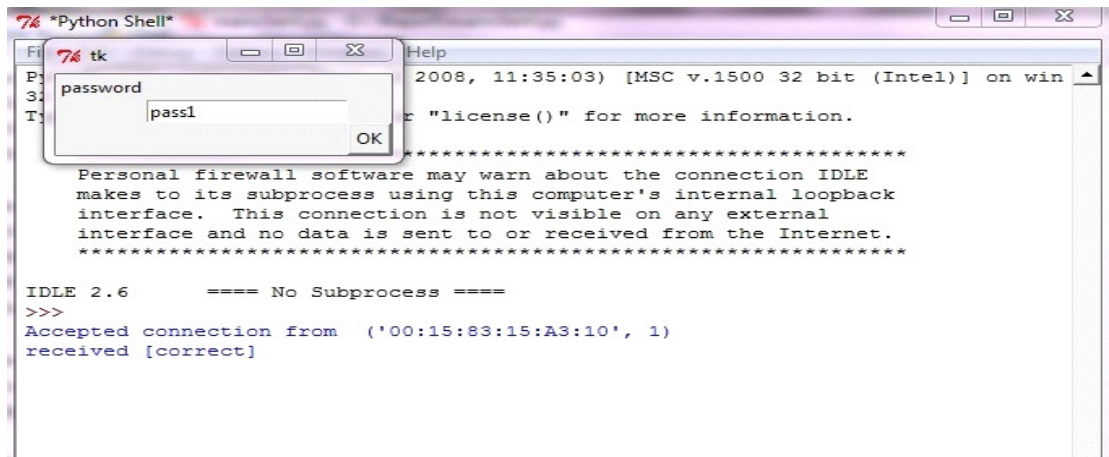 *Python Shell*
tk
Help
password
pass1
OK
2008, 11:35:03) [MSC v.1500 32 bit (Intel)] on win
"license()" for more information.
****************************************************************
Personal firewall software may warn about the connection IDLE
makes to its subprocess using this computer's internal loopback
interface.  This connection is not visible on any external
interface and no data is sent to or received from the Internet.
****************************************************************
IDLE 2.6      ==== No Subprocess ====
>>>
Accepted connection from  ('00:15:83:15:A3:10', 1)
received [correct]